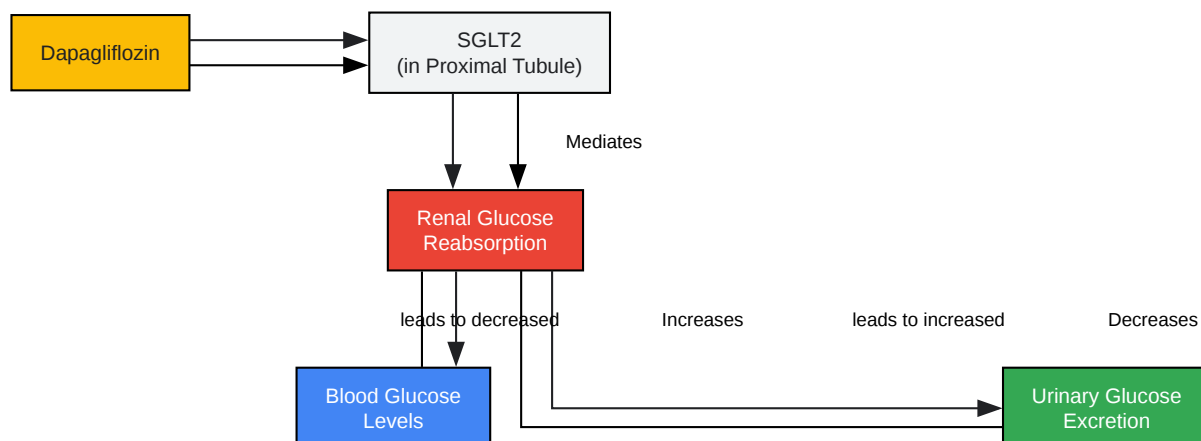 Dapagliflozin
SGLT2
(in Proximal Tubule)
Mediates
Renal Glucose
Reabsorption
leads to decreased
Increases
leads to increased
Decreases
Blood Glucose
Levels
Urinary Glucose
Excretion